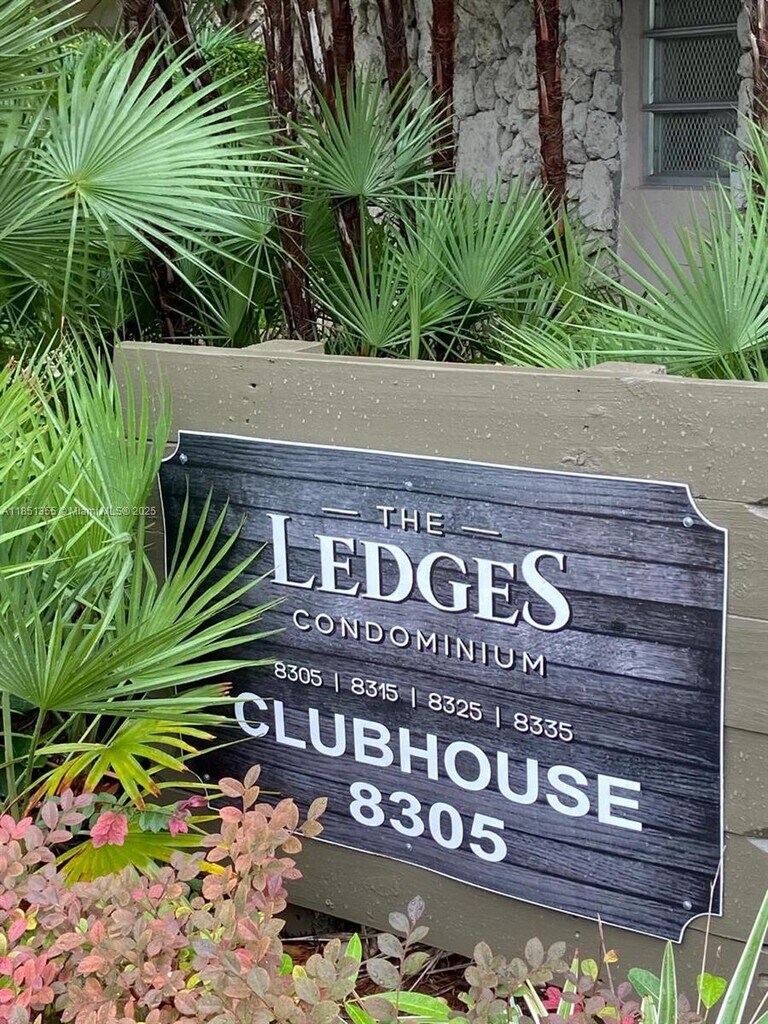 THE
LEDGES
CONDOMINIUM
8305 | 8315 | 8325 | 8335
CLUBHOUSE
8305
A11851355 © Miami MLS © 2025